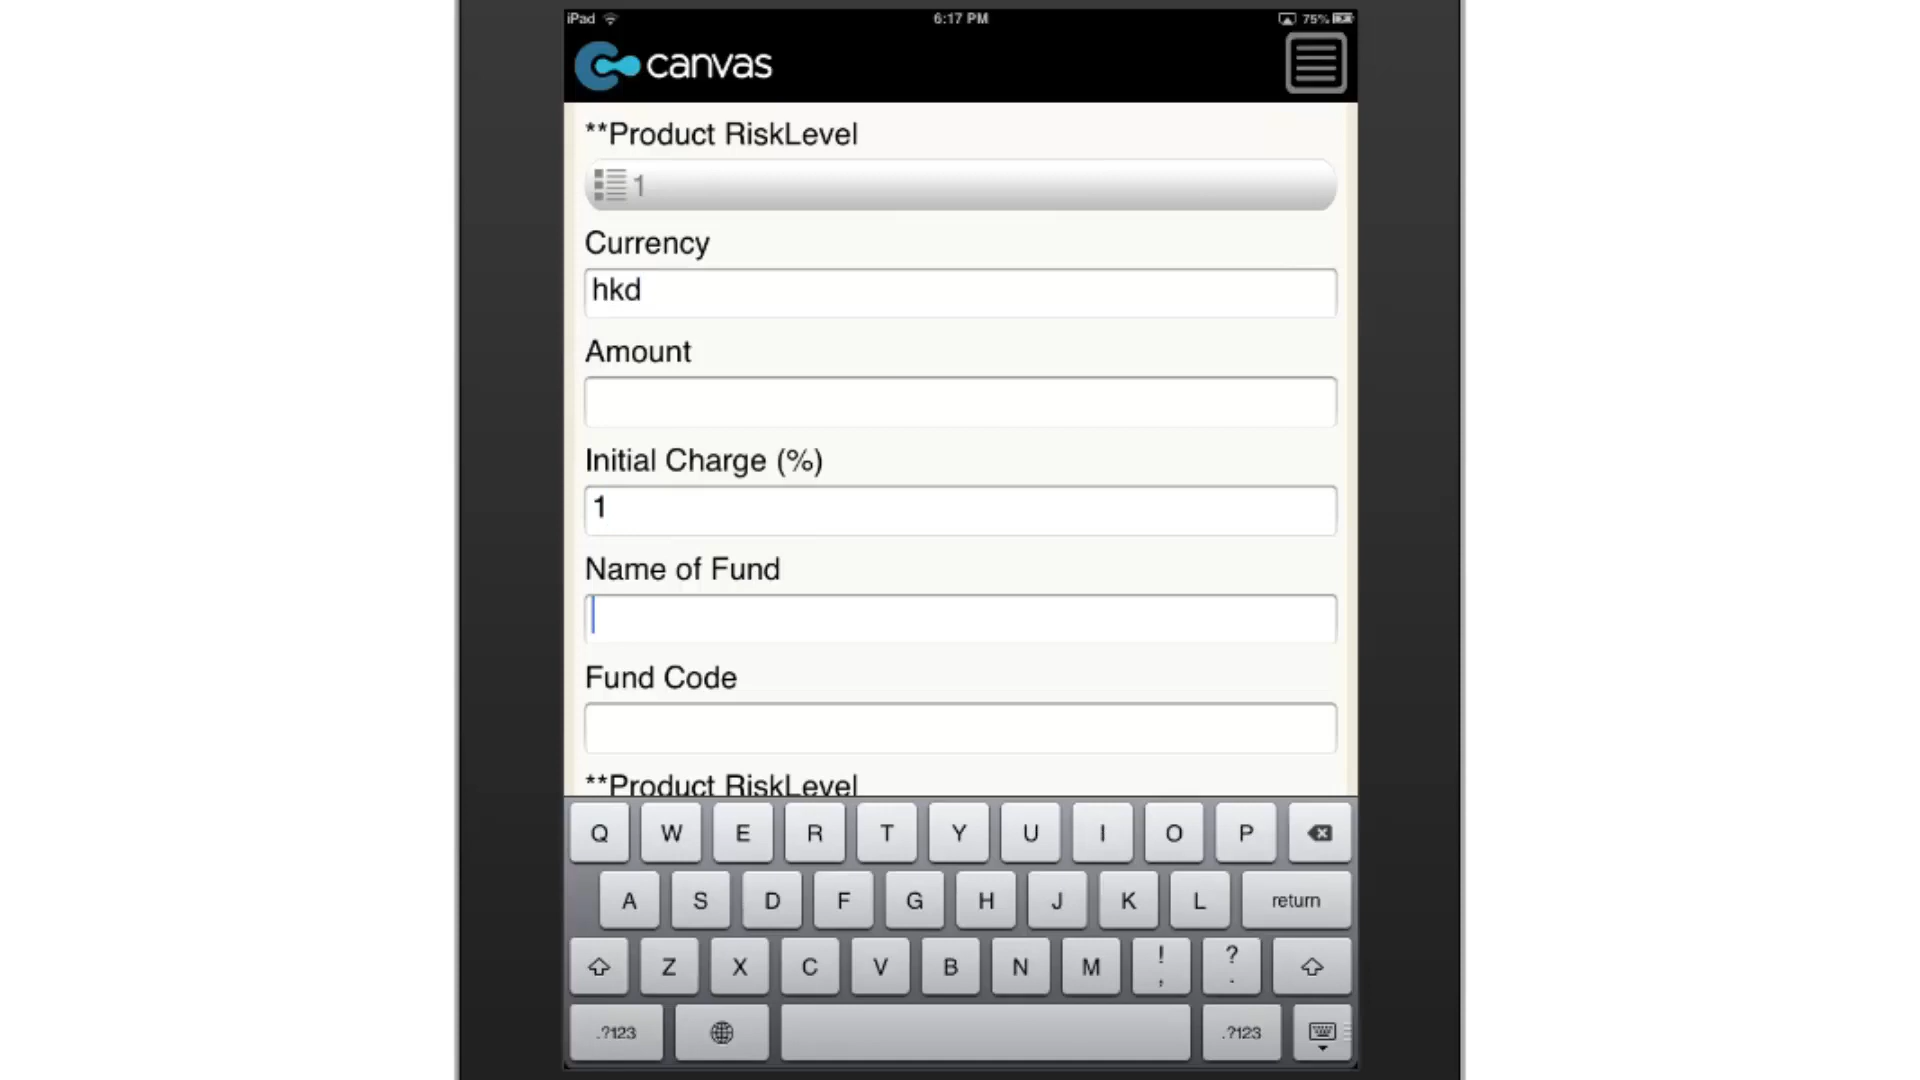 iPad 6:17 PM 75%
canvas
**Product RiskLevel
1
Currency
hkd
Amount
Initial Charge (%)
1
Name of Fund
Fund Code
**Product RiskLevel
Q W E R T Y U I O P
A S D F G H J K L return
Z X C V B N M ! , ? .
.?123 .?123